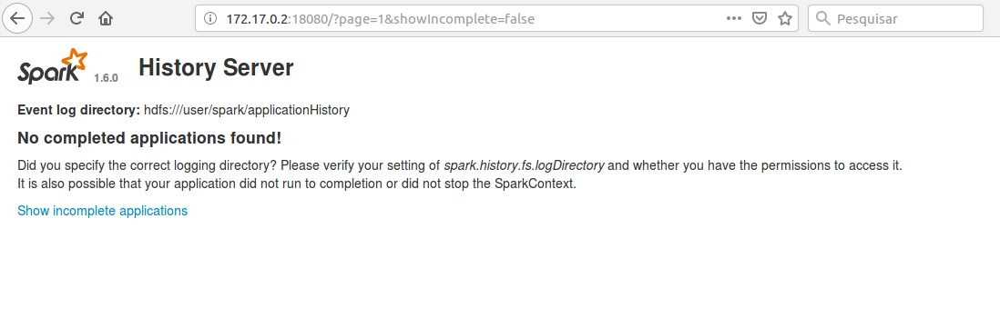 172.17.0.2:18080/?page=1&showIncomplete=false
Pesquisar
Spark 1.6.0 History Server
Event log directory: hdfs:///user/spark/applicationHistory
No completed applications found!
Did you specify the correct logging directory? Please verify your setting of spark.history.fs.logDirectory and whether you have the permissions to access it.
It is also possible that your application did not run to completion or did not stop the SparkContext.
Show incomplete applications